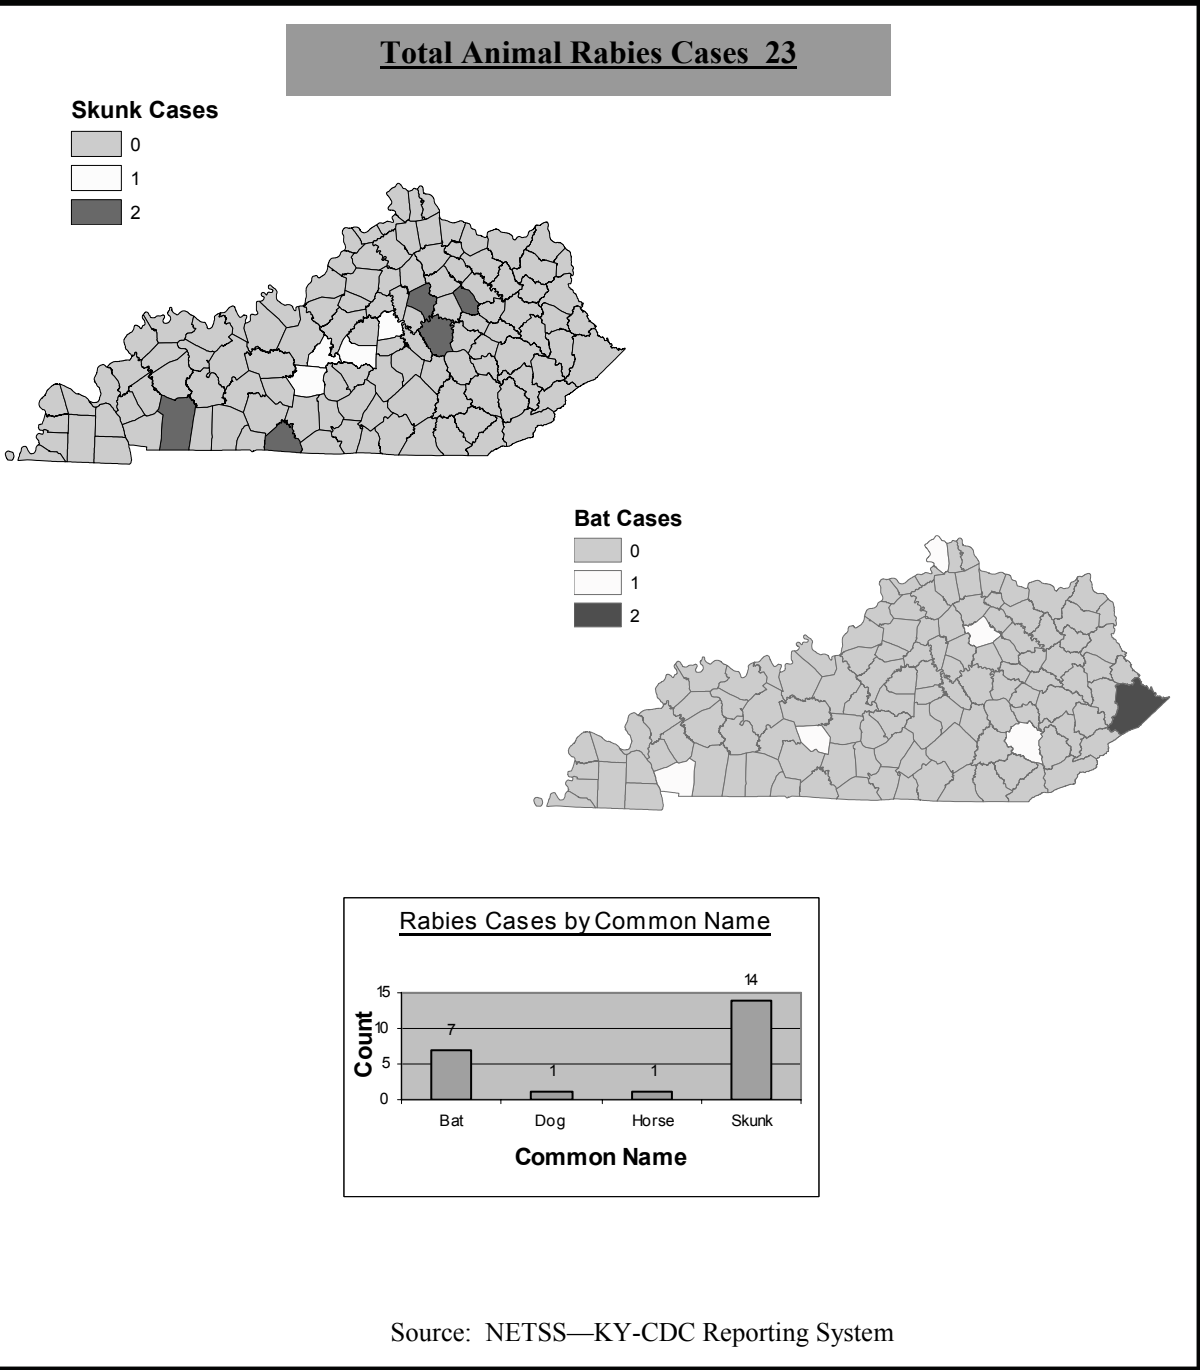 Total Animal Rabies Cases  23
Skunk Cases
0
1
2
Bat Cases
0
1
2
Rabies Cases by Common Name
14
15
10
7
5
1
1
0
Count
Bat
Dog
Horse
Skunk
Common Name
Source:  NETSS—KY-CDC Reporting System